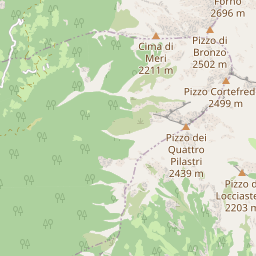 Forno
2696 m
Cima di
Meri
2211 m
Pizzo di
Bronzo
2502 m
Pizzo Cortefred
2499 m
Pizzo dei
Quattro
Pilastri
2439 m
Pizzo d
Locciaste
2203 m